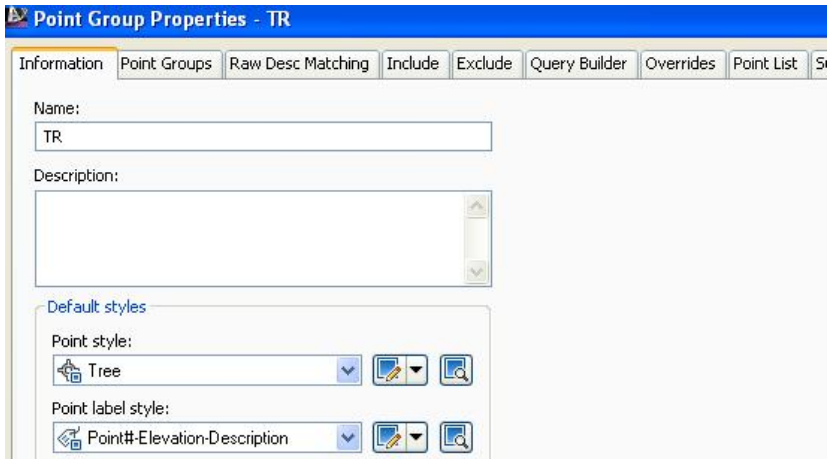 Point Group Properties - TR
Information Point Groups Raw Desc Matching Include Exclude Query Builder Overrides Point List
Name:
TR
Description:
Default styles
Point style:
Tree
Point label style:
Point#-Elevation-Description